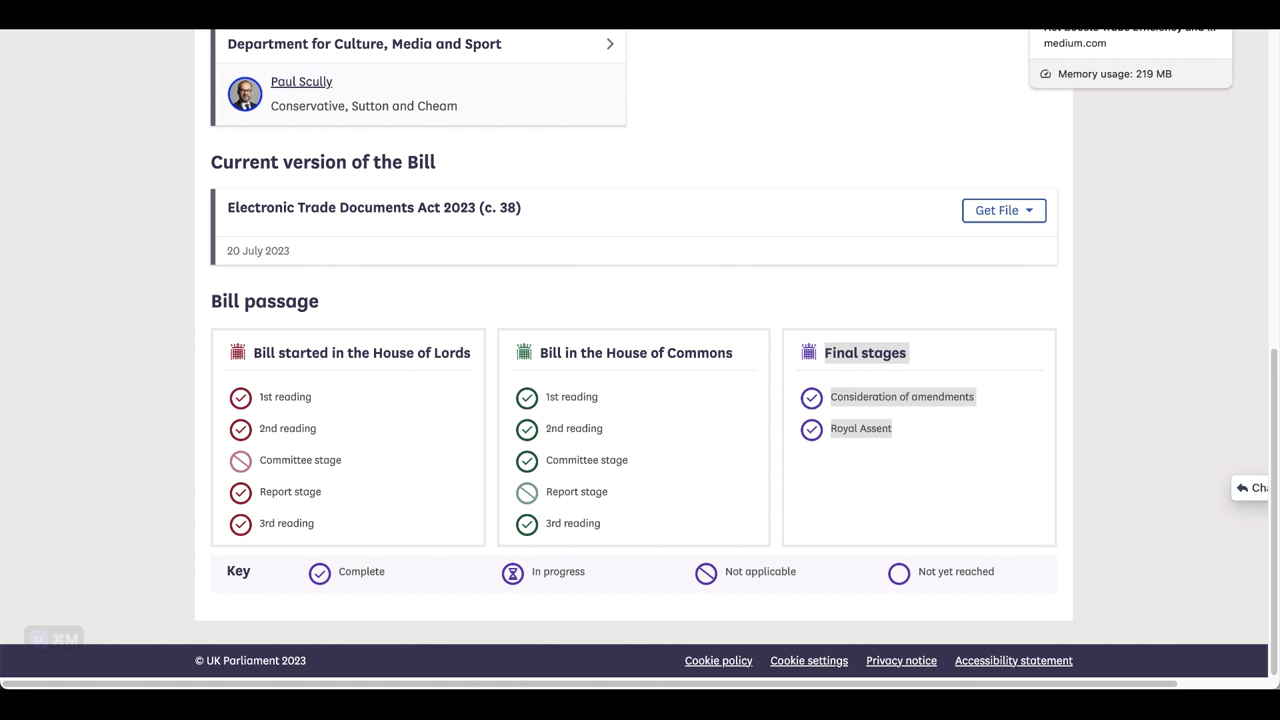 Department for Culture, Media and Sport
medium.com
Memory usage: 219 MB
Paul Scully
Conservative, Sutton and Cheam
Current version of the Bill
Electronic Trade Documents Act 2023 (c. 38)
Get File
20 July 2023
Bill passage
Bill started in the House of Lords
1st reading
2nd reading
Committee stage
Report stage
3rd reading
Bill in the House of Commons
1st reading
2nd reading
Committee stage
Report stage
3rd reading
Final stages
Consideration of amendments
Royal Assent
Key
Complete
In progress
Not applicable
Not yet reached
⌘M
© UK Parliament 2023
Cookie policy
Cookie settings
Privacy notice
Accessibility statement